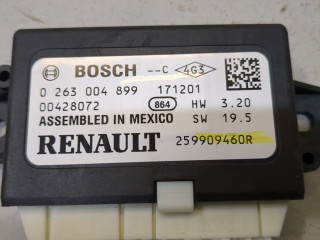 BOSCH --C 4G3
0 263 004 899 171201
00428072 864 HW 3.20
ASSEMBLED IN MEXICO SW 19.5
RENAULT 259909460R